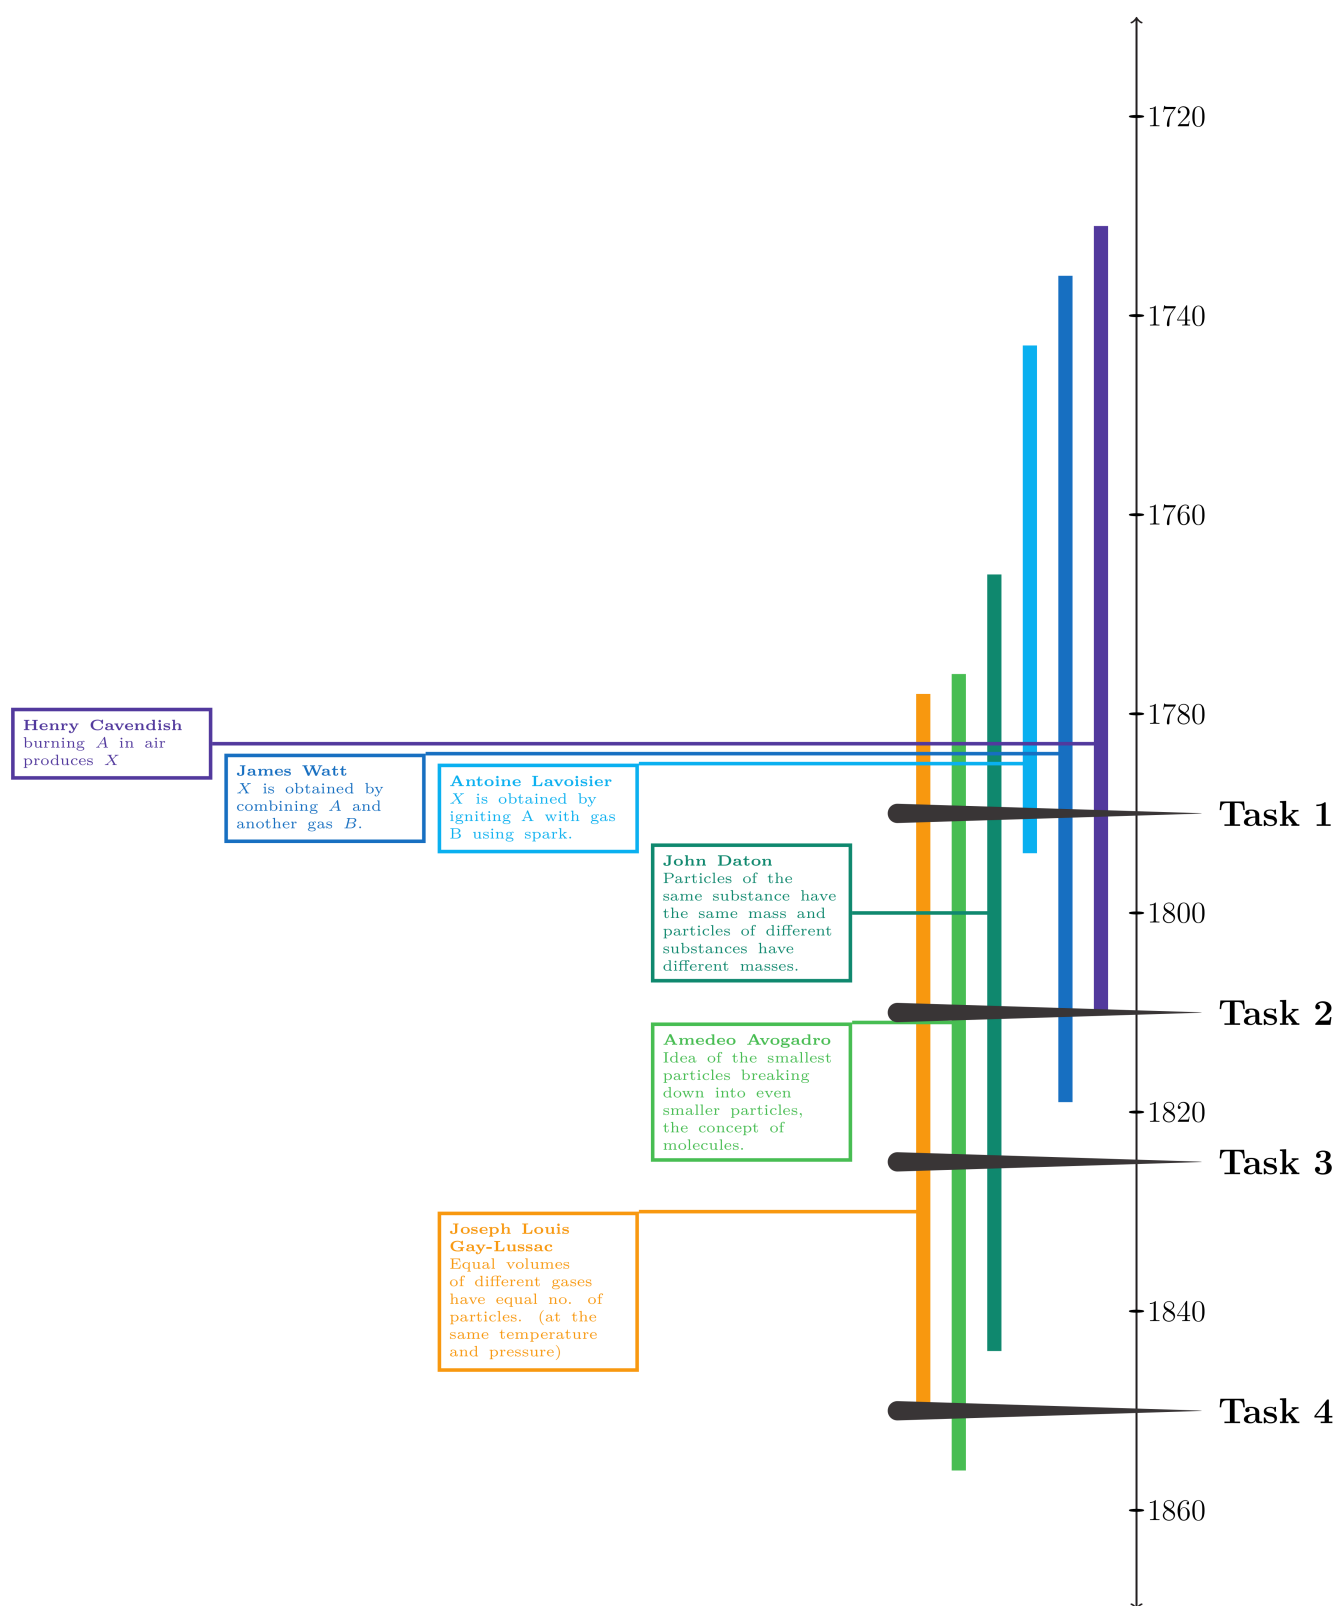 1720
1740
1760
1780
Henry Cavendish
burning A in air
produces X
James Watt
X is obtained by
combining A and
another gas B.
Antoine Lavoisier
X is obtained by
igniting A with gas
B using spark.
Task 1
John Daton
Particles of the
same substance have
the same mass and
particles of different
substances have
different masses.
1800
Task 2
Amedeo Avogadro
Idea of the smallest
particles breaking
down into even
smaller particles,
the concept of
molecules.
1820
Task 3
Joseph Louis
Gay-Lussac
Equal volumes
of different gases
have equal no. of
particles. (at the
same temperature
and pressure)
1840
Task 4
1860